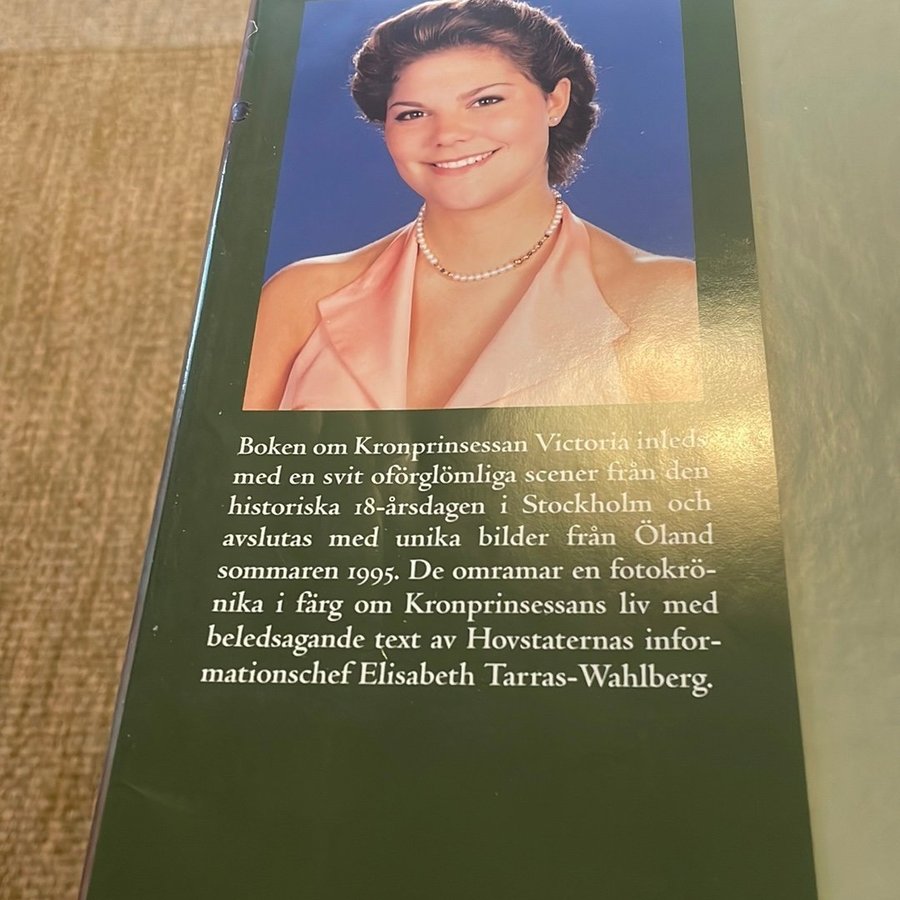 Boken om Kronprinsessan Victoria inleds
med en svit oförglömliga scener från den
historiska 18-årsdagen i Stockholm och
avslutas med unika bilder från Öland
sommaren 1995. De omramar en fotokrö-
nika i färg om Kronprinsessans liv med
beledsagande text av Hovstaternas infor-
mationschef Elisabeth Tarras-Wahlberg.